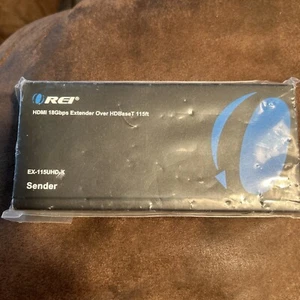 OREI®
HDMI 18Gbps Extender Over HDBaseT 115ft
EX-115UHD-K
Sender